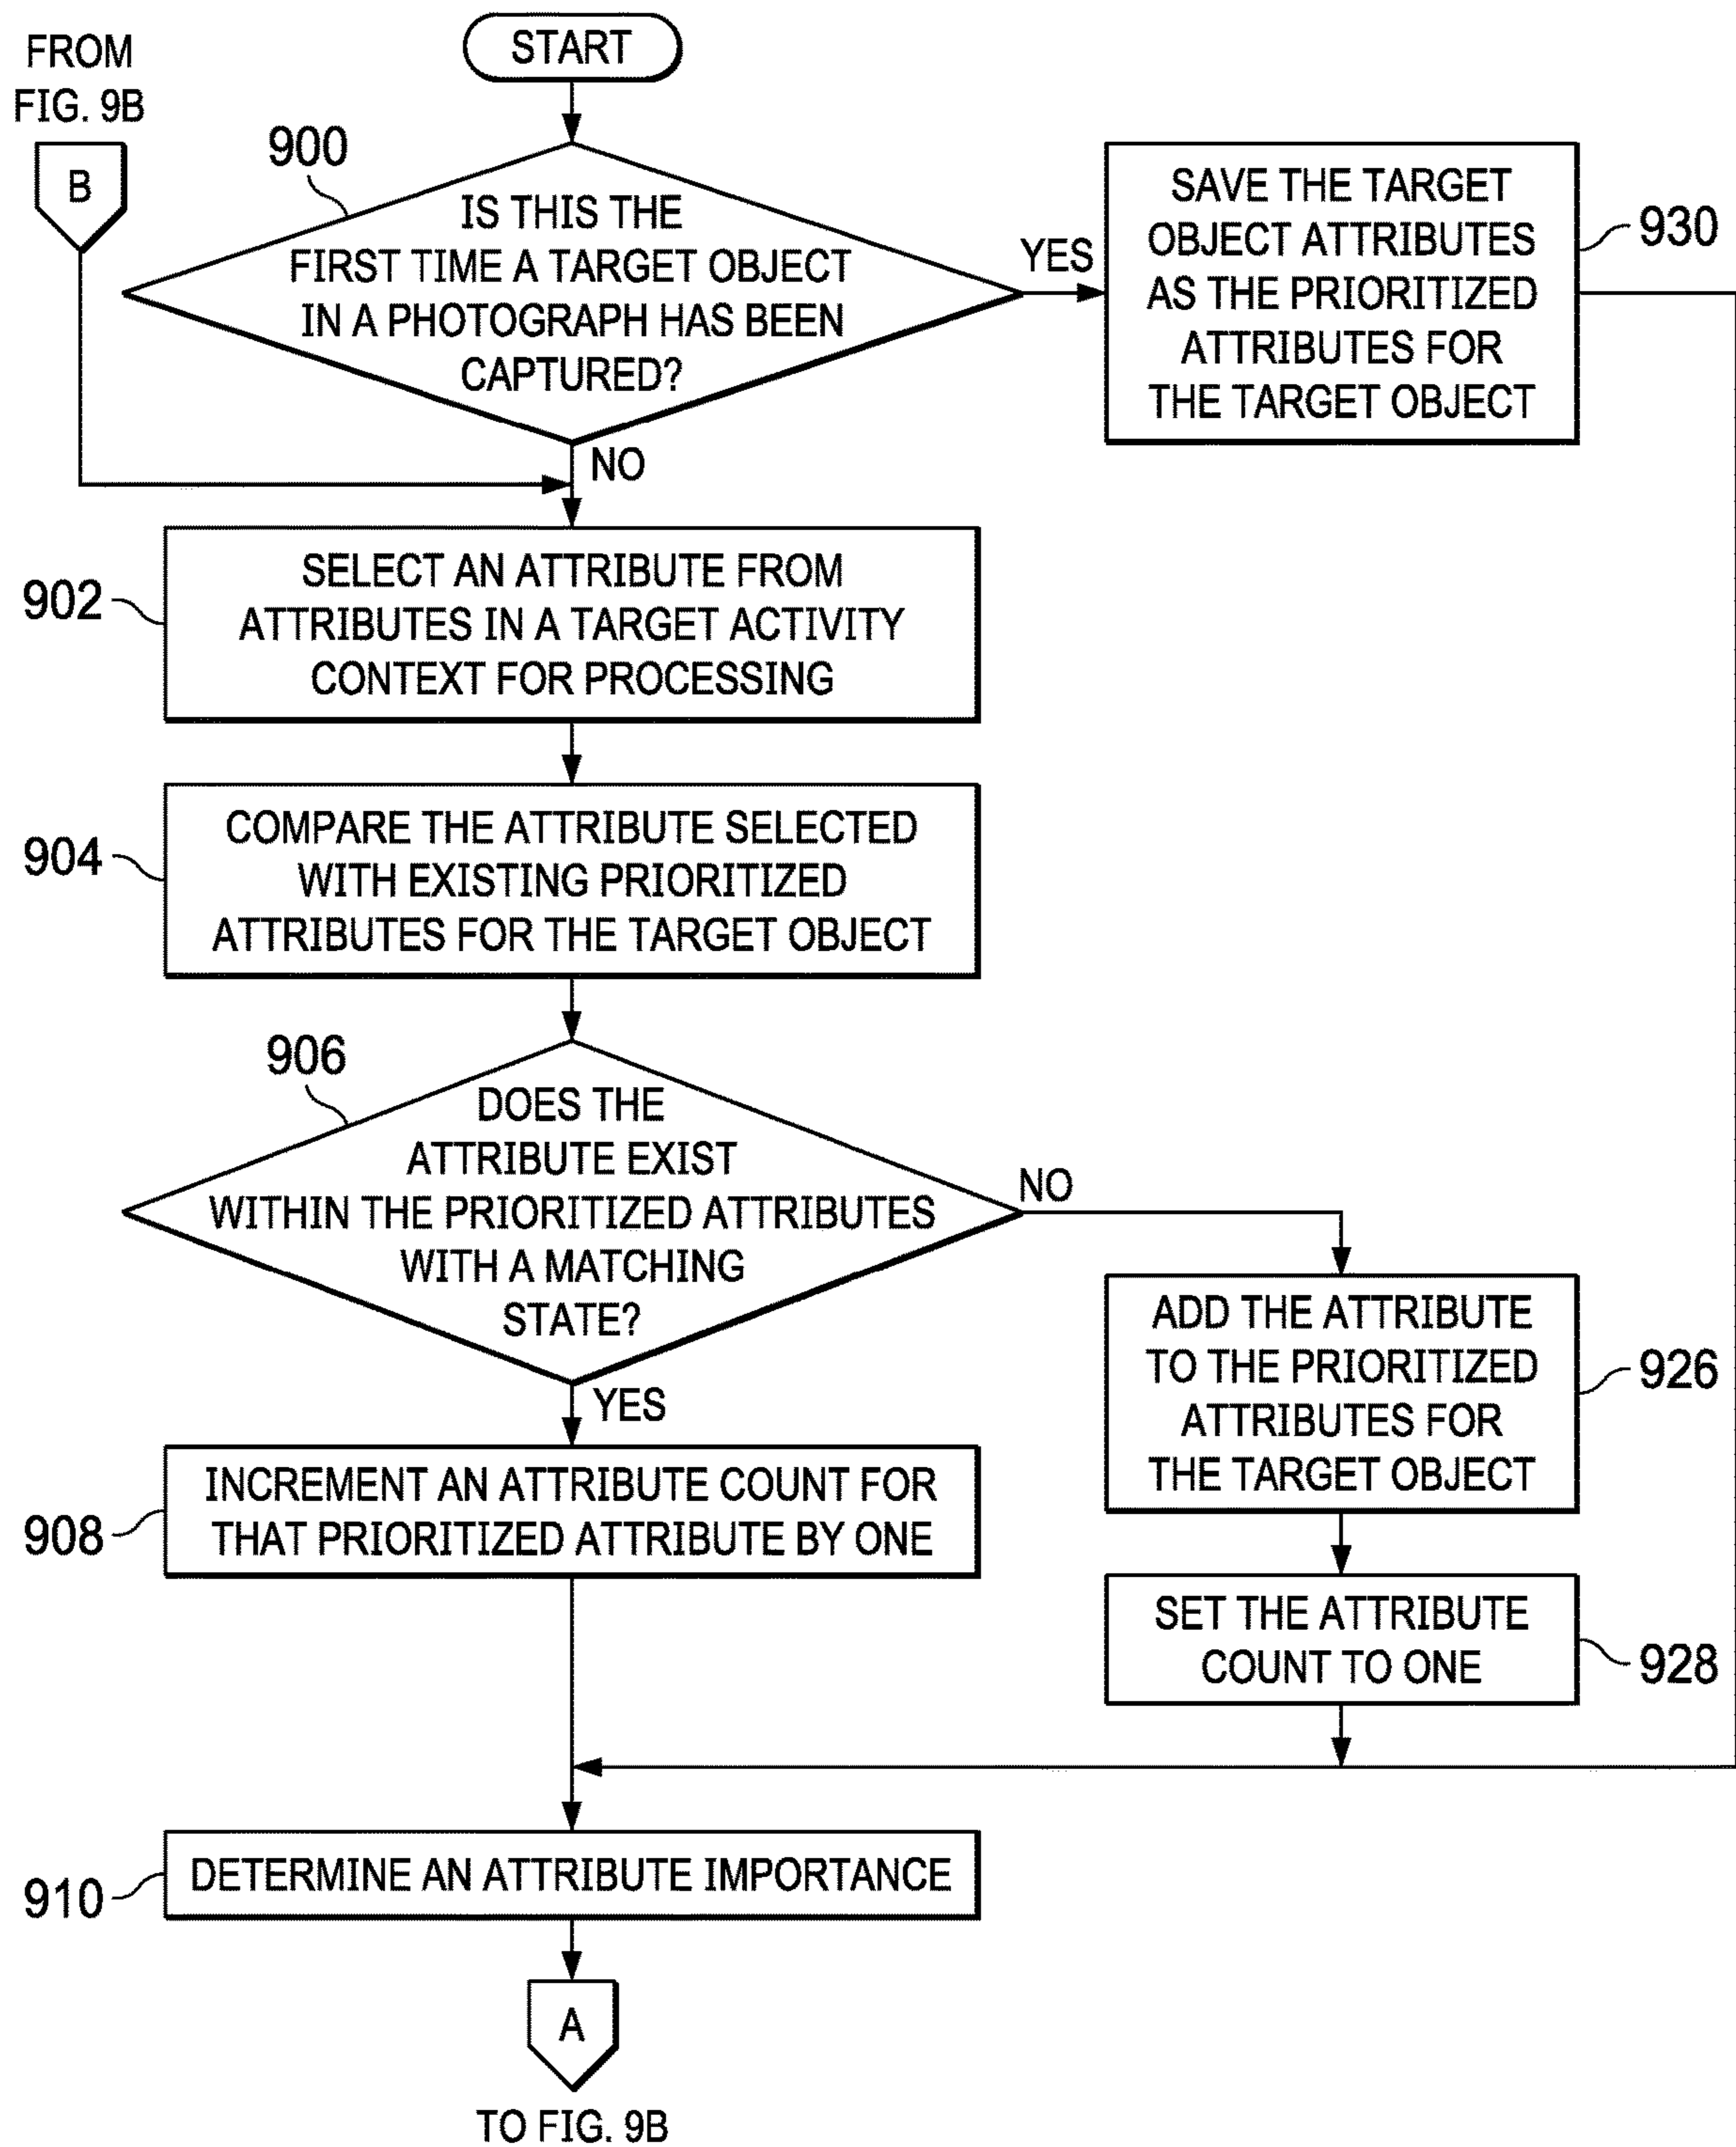 FROM
FIG. 9B
B
START
900
IS THIS THE
FIRST TIME A TARGET OBJECT
IN A PHOTOGRAPH HAS BEEN
CAPTURED?
YES
NO
SAVE THE TARGET
OBJECT ATTRIBUTES
AS THE PRIORITIZED
ATTRIBUTES FOR
THE TARGET OBJECT
930
902
SELECT AN ATTRIBUTE FROM
ATTRIBUTES IN A TARGET ACTIVITY
CONTEXT FOR PROCESSING
904
COMPARE THE ATTRIBUTE SELECTED
WITH EXISTING PRIORITIZED
ATTRIBUTES FOR THE TARGET OBJECT
906
DOES THE
ATTRIBUTE EXIST
WITHIN THE PRIORITIZED ATTRIBUTES
WITH A MATCHING
STATE?
NO
YES
ADD THE ATTRIBUTE
TO THE PRIORITIZED
ATTRIBUTES FOR
THE TARGET OBJECT
926
908
INCREMENT AN ATTRIBUTE COUNT FOR
THAT PRIORITIZED ATTRIBUTE BY ONE
SET THE ATTRIBUTE
COUNT TO ONE
928
910
DETERMINE AN ATTRIBUTE IMPORTANCE
A
TO FIG. 9B